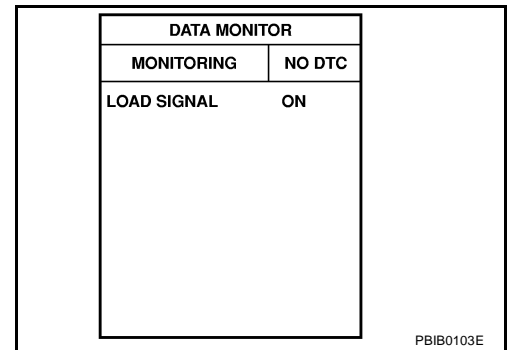 DATA MONITOR
MONITORING NO DTC
LOAD SIGNAL ON
PBIB0103E